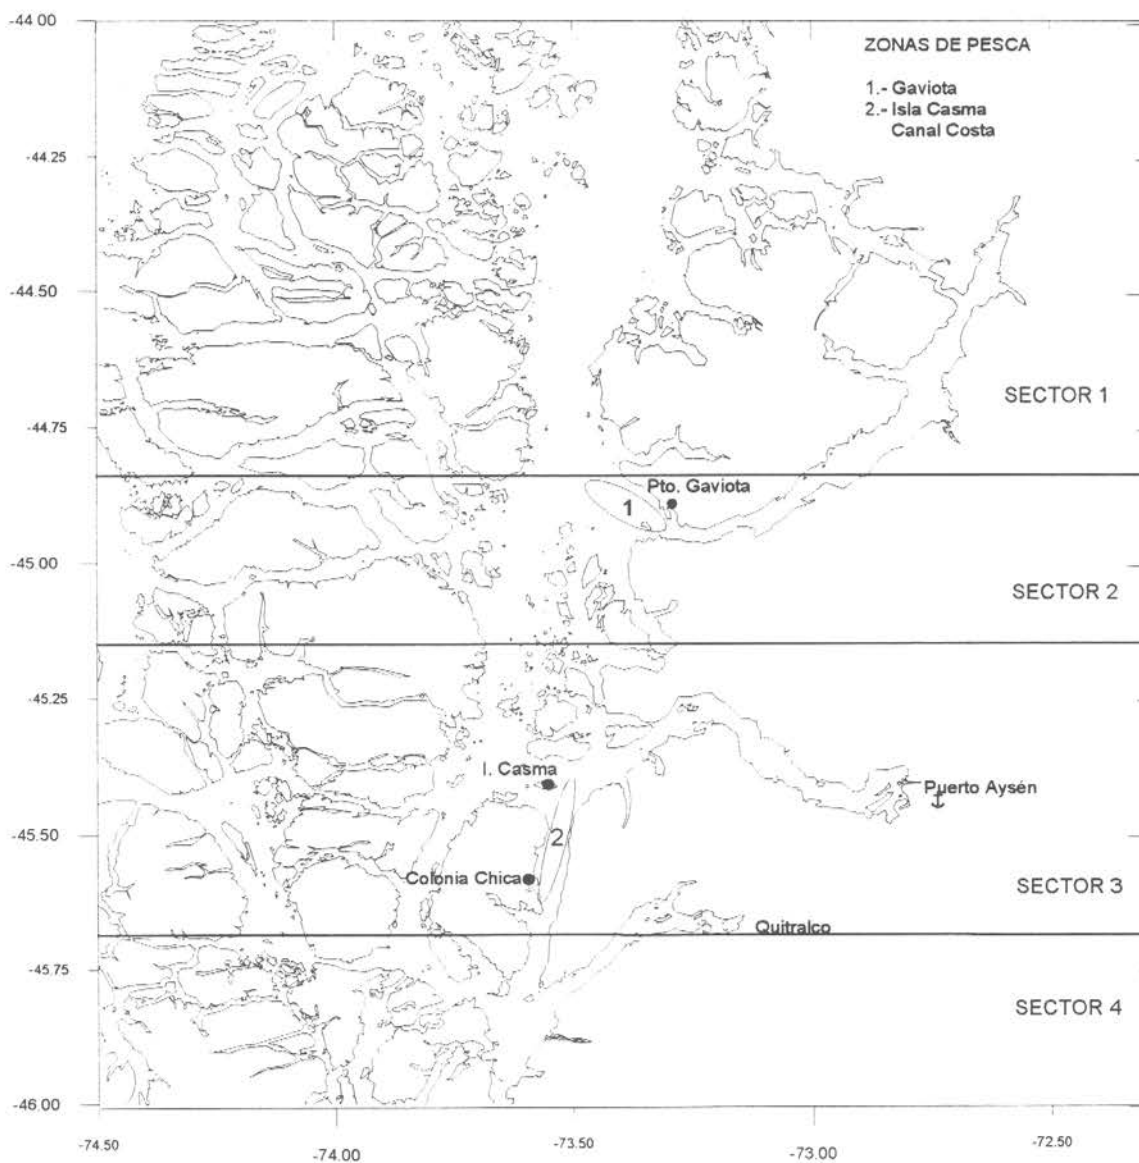 -44 00
ZONAS DE PESCA
1.- Gaviota
2.- Isla Casma
Canal Costa
-44.25
-44.50
SECTOR 1
-44.75
Pto. Gaviota
1
-45.00
SECTOR 2
-45.25
I. Casma
Puerto Aysén
-45.50
2
Colonia Chica
SECTOR 3
Quitralco
-45.75
SECTOR 4
-46 00
-74.50
-74.00
-73.50
-73.00
-72.50